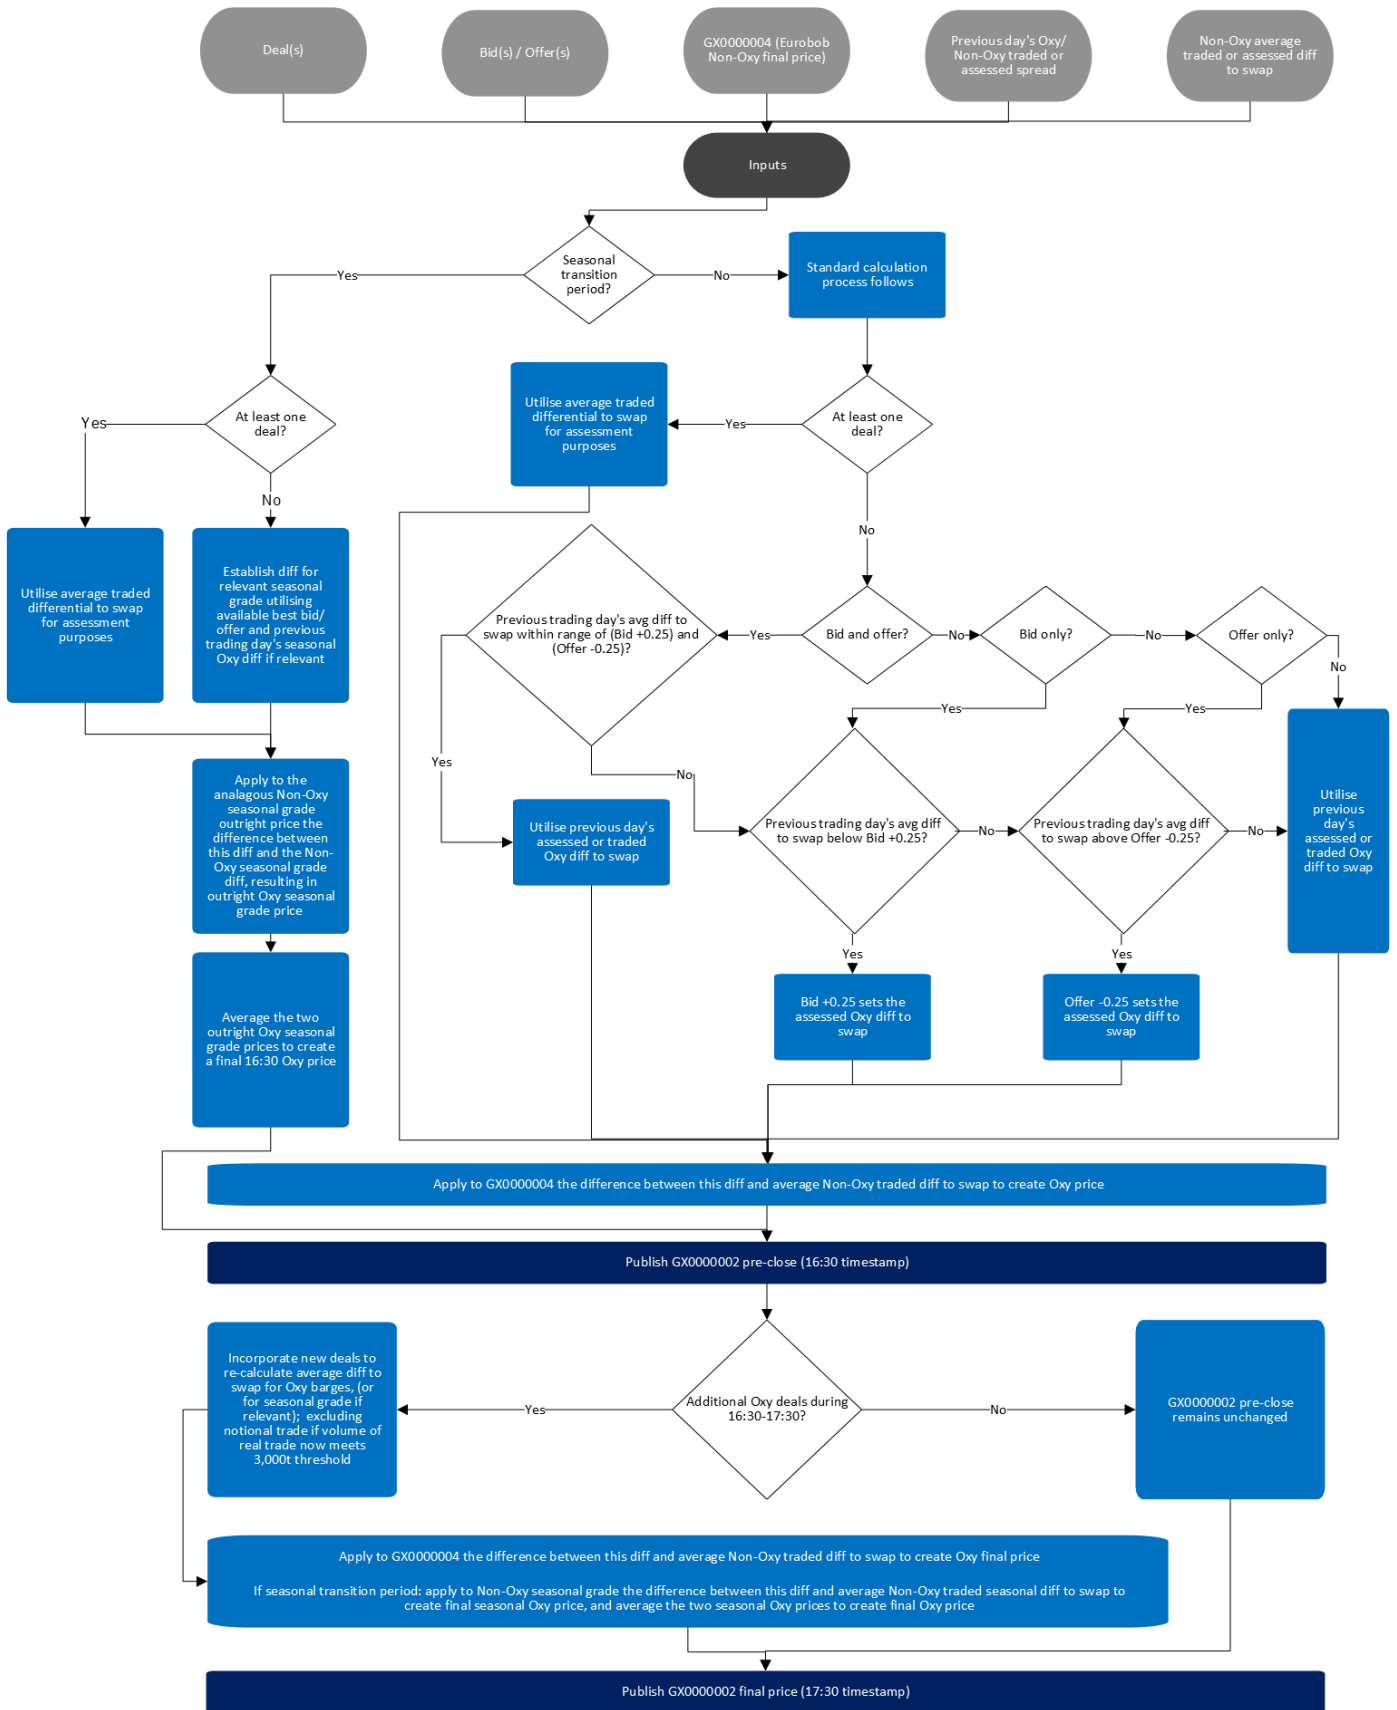 Deal(s)
Bid(s) / Offer(s)
GX0000004 (Eurobob
Non-Oxy final price)
Previous day's Oxy/
Non-Oxy traded or
assessed spread
Non-Oxy average
traded or assessed diff
to swap
Inputs
Seasonal
transition
period?
Yes
No
Standard calculation
process follows
At least one
deal?
Yes
No
Utilise average traded
differential to swap
for assessment
purposes
At least one
deal?
Yes
No
Utilise average traded
differential to swap
for assessment
purposes
Establish diff for
relevant seasonal
grade utilising
available best bid/
offer and previous
trading day's seasonal
Oxy diff if relevant
Previous trading day's avg diff to
swap within range of (Bid +0.25) and
(Offer -0.25)?
Yes
Bid and offer?
No
Bid only?
No
Offer only?
No
Yes
Yes
Yes
No
Apply to the
analagous Non-Oxy
seasonal grade
outright price the
difference between
this diff and the Non-
Oxy seasonal grade
diff, resulting in
outright Oxy seasonal
grade price
Utilise previous day's
assessed or traded
Oxy diff to swap
Previous trading day's avg diff
to swap below Bid +0.25?
No
Previous trading day's avg diff
to swap above Offer -0.25?
No
Utilise
previous
day's
assessed or
traded Oxy
diff to swap
Yes
Yes
Average the two
outright Oxy seasonal
grade prices to create
a final 16:30 Oxy price
Bid +0.25 sets the
assessed Oxy diff to
swap
Offer -0.25 sets the
assessed Oxy diff to
swap
Apply to GX0000004 the difference between this diff and average Non-Oxy traded diff to swap to create Oxy price
Publish GX0000002 pre-close (16:30 timestamp)
Incorporate new deals to
re-calculate average diff to
swap for Oxy barges, (or
for seasonal grade if
relevant); excluding
notional trade if volume of
real trade now meets
3,000t threshold
Yes
Additional Oxy deals during
16:30-17:30?
No
GX0000002 pre-close
remains unchanged
Apply to GX0000004 the difference between this diff and average Non-Oxy traded diff to swap to create Oxy final price
If seasonal transition period: apply to Non-Oxy seasonal grade the difference between this diff and average Non-Oxy traded seasonal diff to swap to
create final seasonal Oxy price, and average the two seasonal Oxy prices to create final Oxy price
Publish GX0000002 final price (17:30 timestamp)